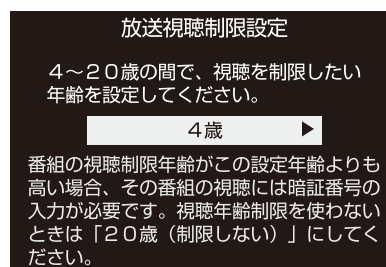 放送視聴制限設定
４～２０歳の間で、視聴を制限したい
年齢を設定してください。
４歳 ▶
番組の視聴制限年齢がこの設定年齢よりも
高い場合、その番組の視聴には暗証番号の
入力が必要です。視聴年齢制限を使わない
ときは「２０歳（制限しない）」にしてく
ださい。